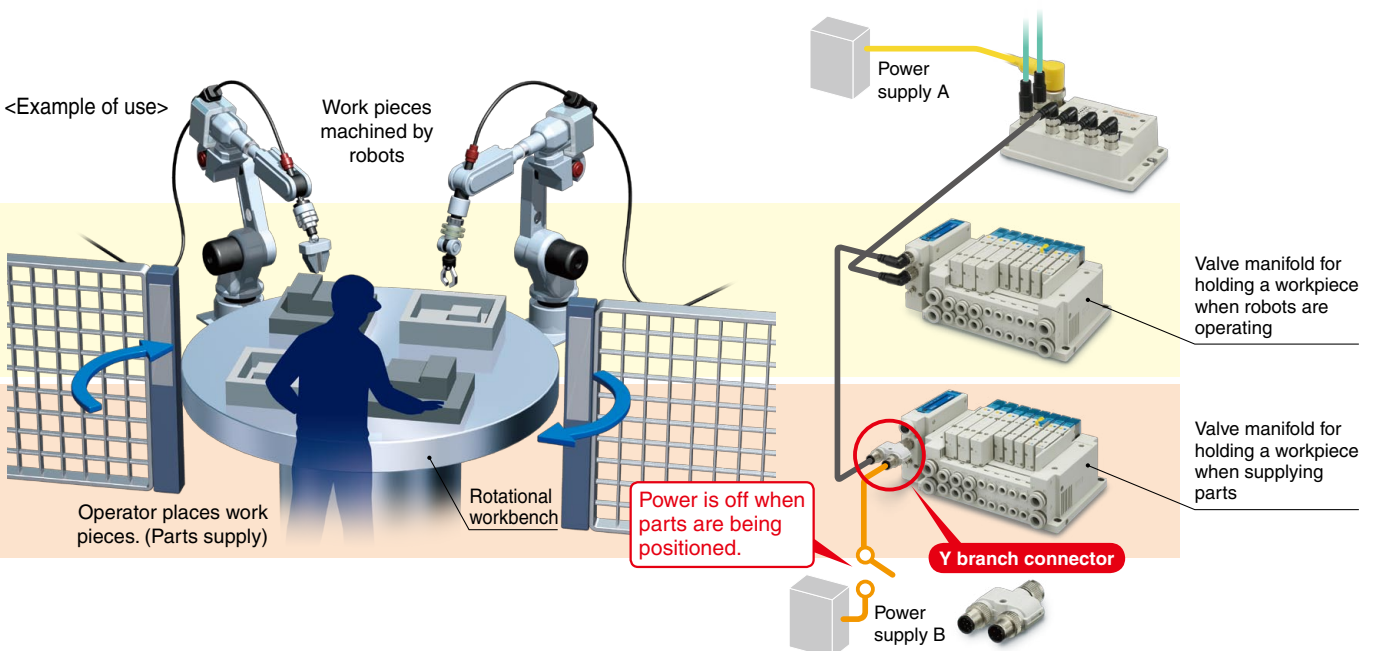 <Example of use>
Work pieces
machined by
robots
Operator places work
pieces. (Parts supply)
Rotational
workbench
Power
supply A
Valve manifold for
holding a workpiece
when robots are
operating
Valve manifold for
holding a workpiece
when supplying
parts
Power is off when
parts are being
positioned.
Y branch connector
Power
supply B